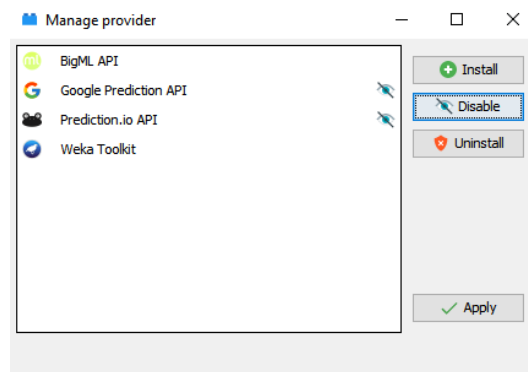 Manage provider
BigML API
Google Prediction API
Prediction.io API
Weka Toolkit
Install
Disable
Uninstall
Apply